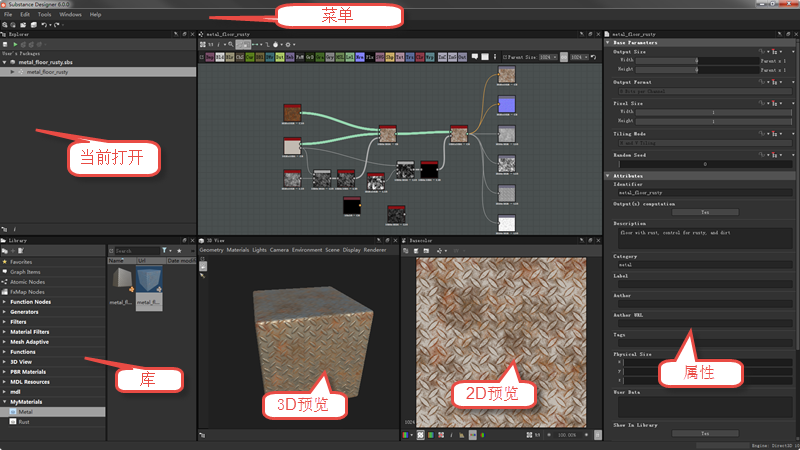 Substance Designer 6.0.0
File Edit Tools Windows Help
菜单
Explorer
User's Packages
metal_floor_rusty.sbs
metal_floor_rusty
当前打开
metal_floor_rusty
Parent Size: 1024 1024
Library
Search
Favorites
Graph Items
Atomic Nodes
FxMap Nodes
Function Nodes
Generators
Filters
Material Filters
Mesh Adaptive
Functions
3D View
PBR Materials
MDL Resources
mdl
MyMaterials
Metal
Rust
Name Url Date modif
metal_fl... metal_fl...
库
3D View
Geometry Materials Lights Camera Environment Scene Display Renderer
3D预览
Basecolor
1024
100.00%
2D预览
metal_floor_rusty
Base Parameters
Output Size
Width 0 Parent x 1
Height 0 Parent x 1
Output Format
Pixel Size
Width 1
Height 1
Tiling Mode
Random Seed
0
Attributes
Identifier
metal_floor_rusty
Output(s) computation
Yes
Description
floor with rust, control for rusty, and dirt
Category
metal
Label
Author
Author URL
Tags
Physical Size
x
y
z
属性
User Data
Show In Library
Yes
Engine: Direct3D 10